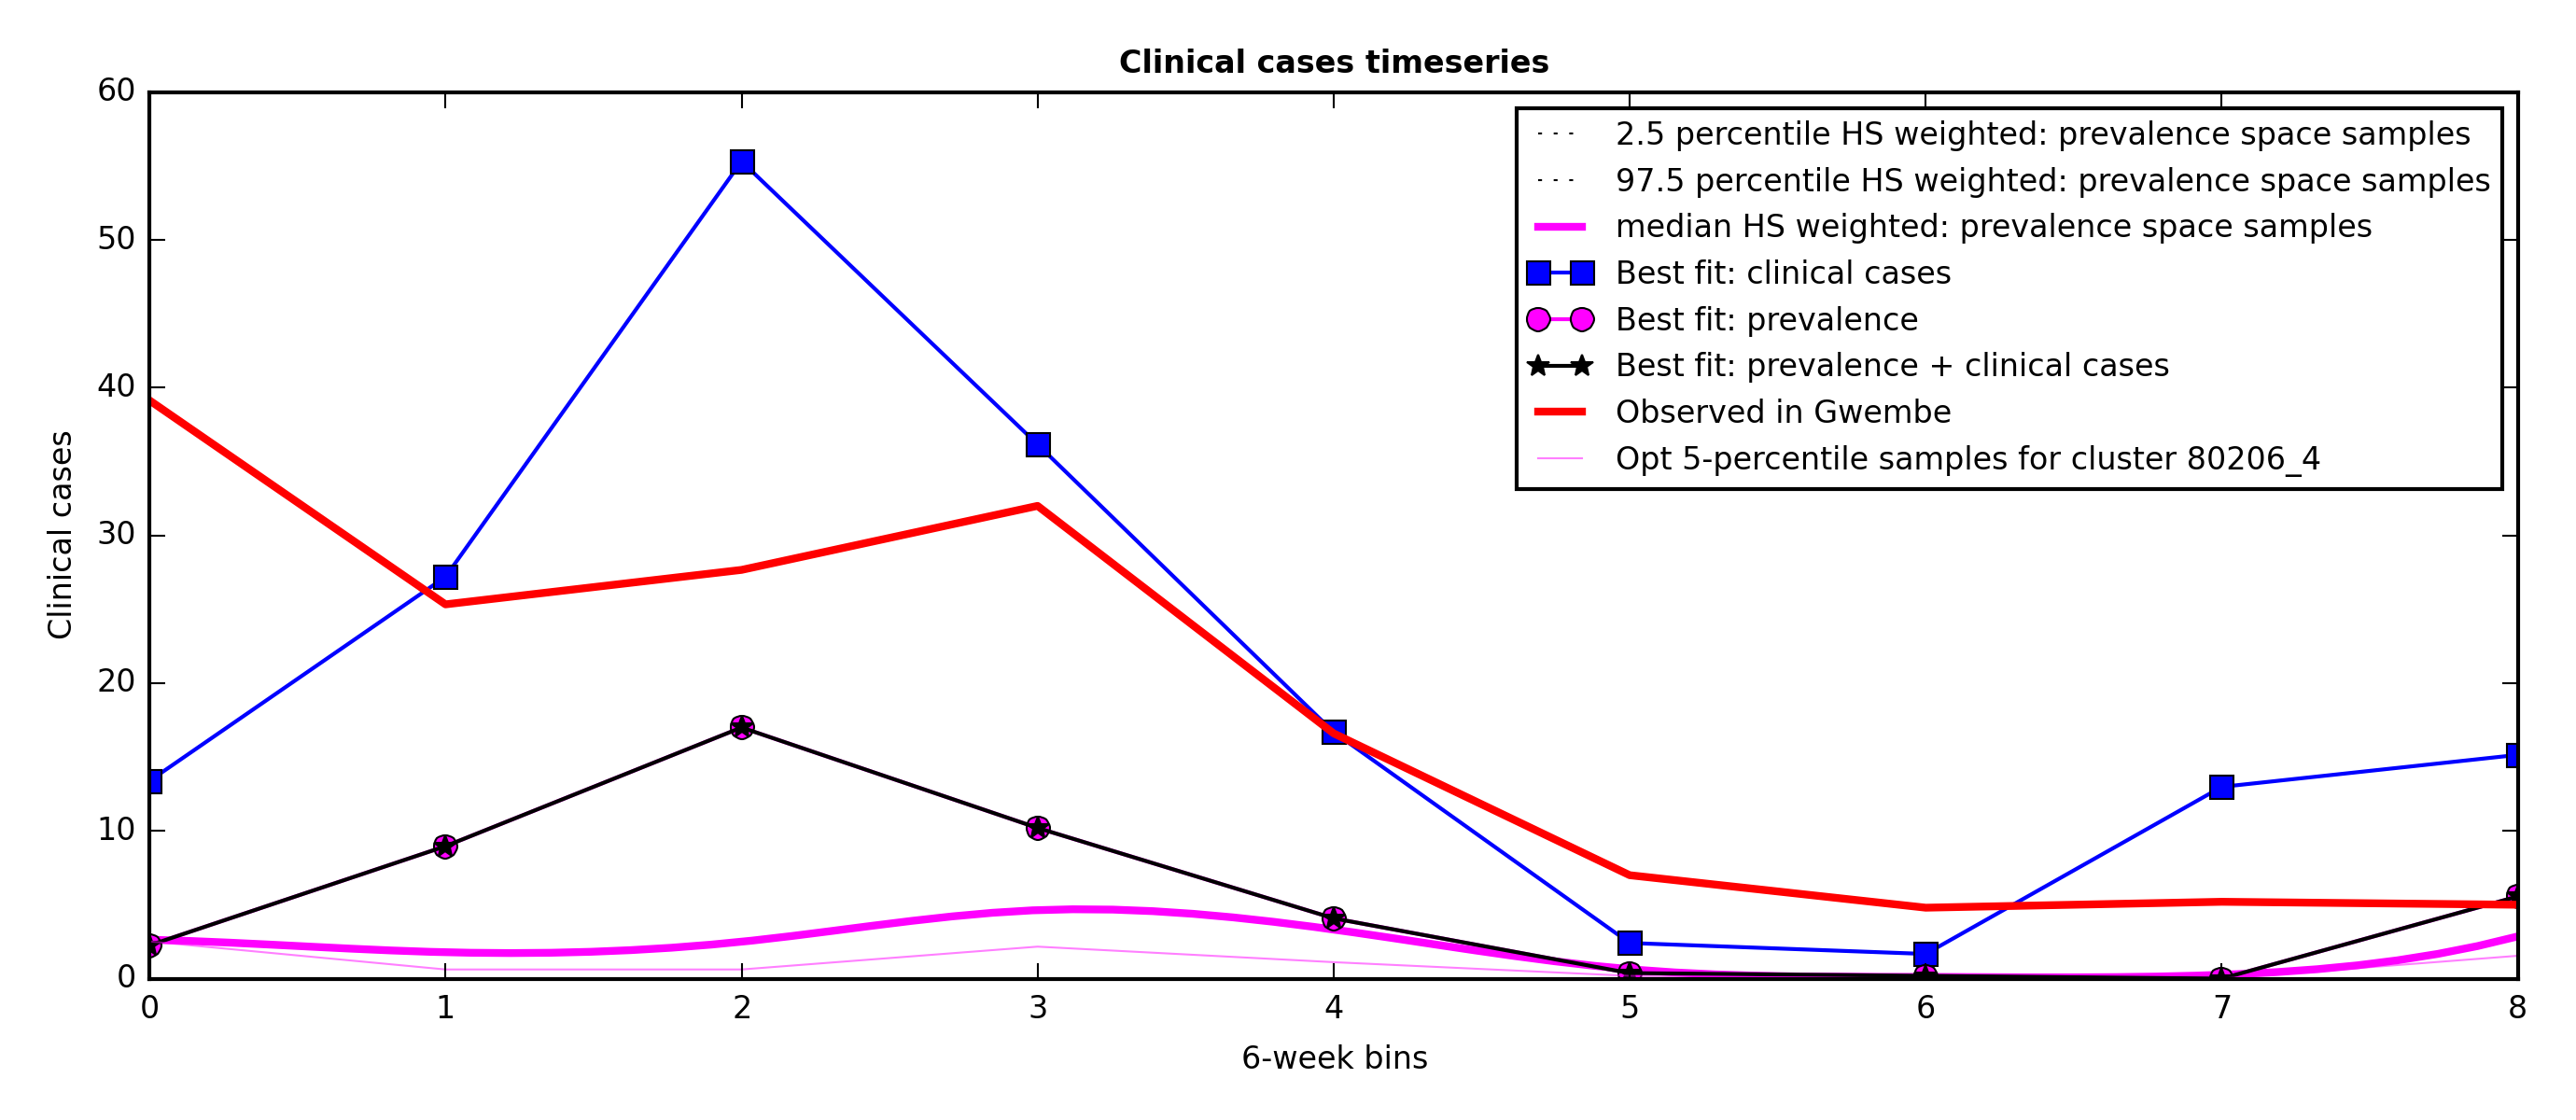 Clinical cases timeseries
60
50
40
30
20
10
0
Clinical cases
2.5 percentile HS weighted: prevalence space samples
97.5 percentile HS weighted: prevalence space samples
median HS weighted: prevalence space samples
Best fit: clinical cases
Best fit: prevalence
Best fit: prevalence + clinical cases
Observed in Gwembe
Opt 5-percentile samples for cluster 80206_4
0 1 2 3 4 5 6 7 8
6-week bins